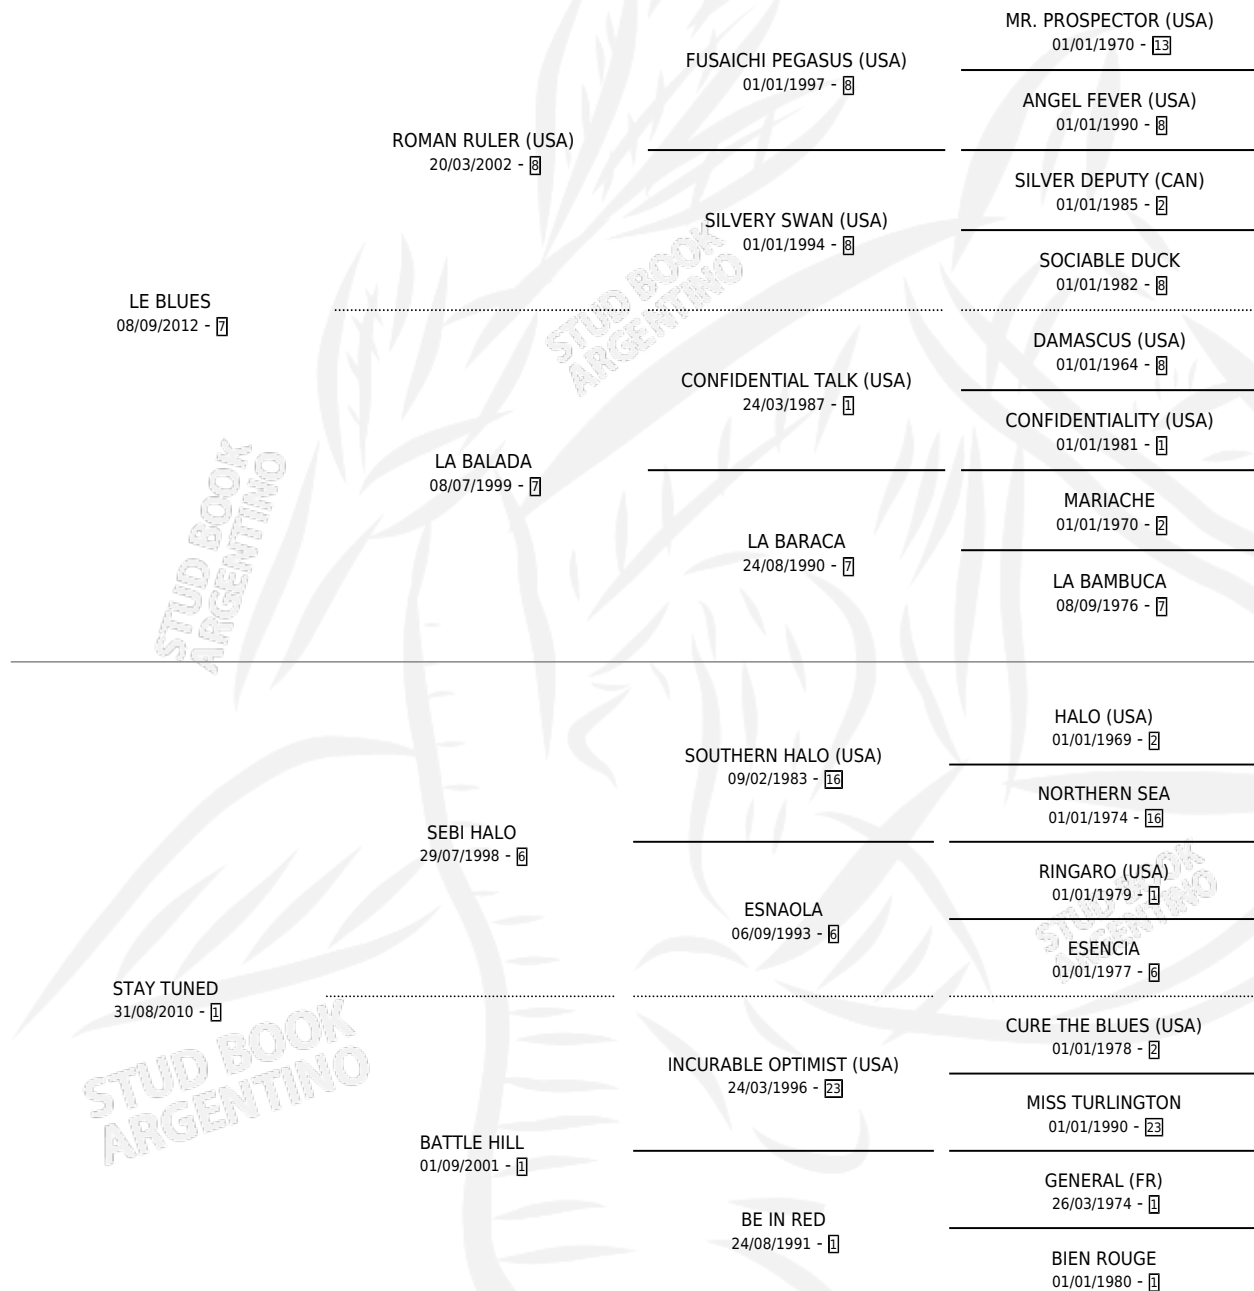 MR. PROSPECTOR (USA)
01/01/1970 - 13
FUSAICHI PEGASUS (USA)
01/01/1997 - 8
ANGEL FEVER (USA)
01/01/1990 - 8
ROMAN RULER (USA)
20/03/2002 - 8
SILVER DEPUTY (CAN)
01/01/1985 - 2
SILVERY SWAN (USA)
01/01/1994 - 8
SOCIABLE DUCK
01/01/1982 - 8
LE BLUES
08/09/2012 - 7
DAMASCUS (USA)
01/01/1964 - 8
CONFIDENTIAL TALK (USA)
24/03/1987 - 1
CONFIDENTIALITY (USA)
01/01/1981 - 1
LA BALADA
08/07/1999 - 7
MARIACHE
01/01/1970 - 2
LA BARACA
24/08/1990 - 7
LA BAMBUCA
08/09/1976 - 7
HALO (USA)
01/01/1969 - 2
SOUTHERN HALO (USA)
09/02/1983 - 16
NORTHERN SEA
01/01/1974 - 16
SEBI HALO
29/07/1998 - 6
RINGARO (USA)
01/01/1979 - 1
ESNAOLA
06/09/1993 - 6
ESENCIA
01/01/1977 - 6
STAY TUNED
31/08/2010 - 1
CURE THE BLUES (USA)
01/01/1978 - 2
INCURABLE OPTIMIST (USA)
24/03/1996 - 23
MISS TURLINGTON
01/01/1990 - 23
BATTLE HILL
01/09/2001 - 1
GENERAL (FR)
26/03/1974 - 1
BE IN RED
24/08/1991 - 1
BIEN ROUGE
01/01/1980 - 1
STUD BOOK
ARGENTINO
STUD BOOK
ARGENTINO
STUD BOOK
ARGENTINO
STUD BOOK
ARGENTINO